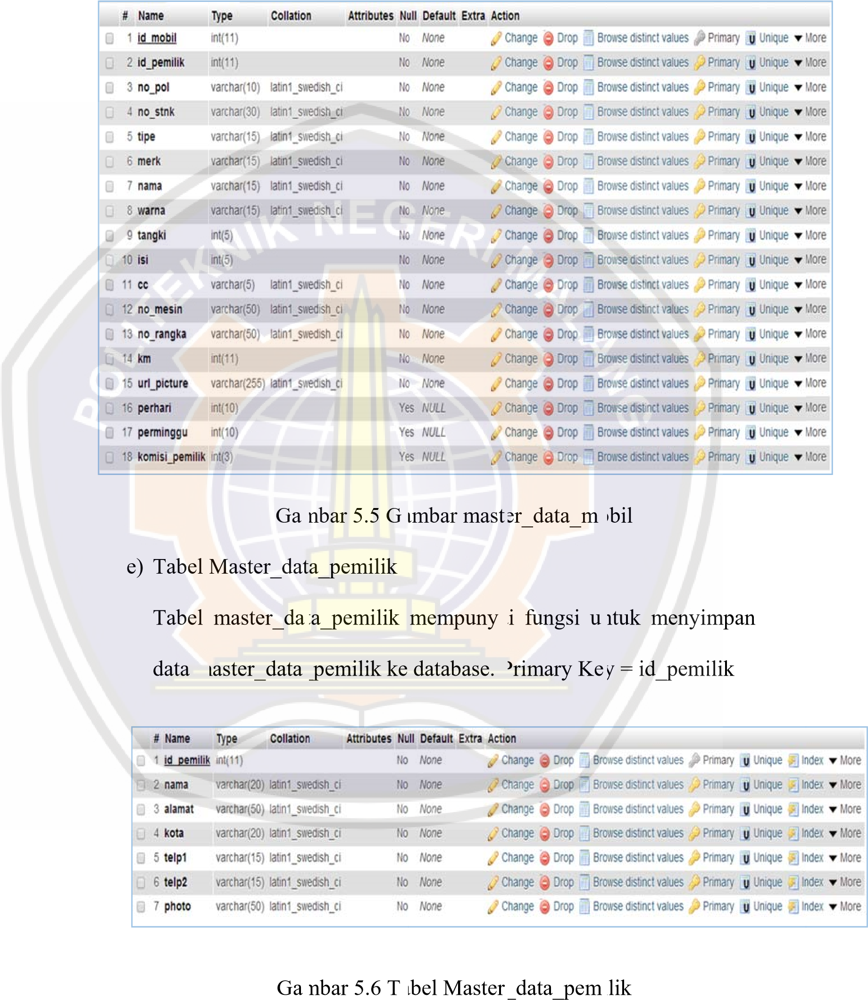 # Name Type Collation Attributes Null Default Extra Action
1 id_mobil int(11) No None Change Drop Browse distinct values Primary Unique More
2 id_pemilik int(11) No None Change Drop Browse distinct values Primary Unique More
3 no_pol varchar(10) latin1_swedish_ci No None Change Drop Browse distinct values Primary Unique More
4 no_stnk varchar(30) latin1_swedish_ci No None Change Drop Browse distinct values Primary Unique More
5 tipe varchar(15) latin1_swedish_ci No None Change Drop Browse distinct values Primary Unique More
6 merk varchar(15) latin1_swedish_ci No None Change Drop Browse distinct values Primary Unique More
7 nama varchar(15) latin1_swedish_ci No None Change Drop Browse distinct values Primary Unique More
8 warna varchar(15) latin1_swedish_ci No None Change Drop Browse distinct values Primary Unique More
9 tangki int(5) No None Change Drop Browse distinct values Primary Unique More
10 isi int(5) No None Change Drop Browse distinct values Primary Unique More
11 cc varchar(5) latin1_swedish_ci No None Change Drop Browse distinct values Primary Unique More
12 no_mesin varchar(50) latin1_swedish_ci No None Change Drop Browse distinct values Primary Unique More
13 no_rangka varchar(50) latin1_swedish_ci No None Change Drop Browse distinct values Primary Unique More
14 km int(11) No None Change Drop Browse distinct values Primary Unique More
15 url_picture varchar(255) latin1_swedish_ci No None Change Drop Browse distinct values Primary Unique More
16 perhari int(10) Yes NULL Change Drop Browse distinct values Primary Unique More
17 perminggu int(10) Yes NULL Change Drop Browse distinct values Primary Unique More
18 komisi_pemilik int(3) Yes NULL Change Drop Browse distinct values Primary Unique More
POLITEKNIK NEGERI MALANG
Gambar 5.5 Gambar master_data_mobil
e) Tabel Master_data_pemilik
Tabel master_data_pemilik mempunyai fungsi untuk menyimpan
data master_data_pemilik ke database. Primary Key = id_pemilik
# Name Type Collation Attributes Null Default Extra Action
1 id_pemilik int(11) No None Change Drop Browse distinct values Primary Unique Index More
2 nama varchar(20) latin1_swedish_ci No None Change Drop Browse distinct values Primary Unique Index More
3 alamat varchar(50) latin1_swedish_ci No None Change Drop Browse distinct values Primary Unique Index More
4 kota varchar(20) latin1_swedish_ci No None Change Drop Browse distinct values Primary Unique Index More
5 telp1 varchar(15) latin1_swedish_ci No None Change Drop Browse distinct values Primary Unique Index More
6 telp2 varchar(15) latin1_swedish_ci No None Change Drop Browse distinct values Primary Unique Index More
7 photo varchar(50) latin1_swedish_ci No None Change Drop Browse distinct values Primary Unique Index More
Gambar 5.6 Tabel Master_data_pemilik